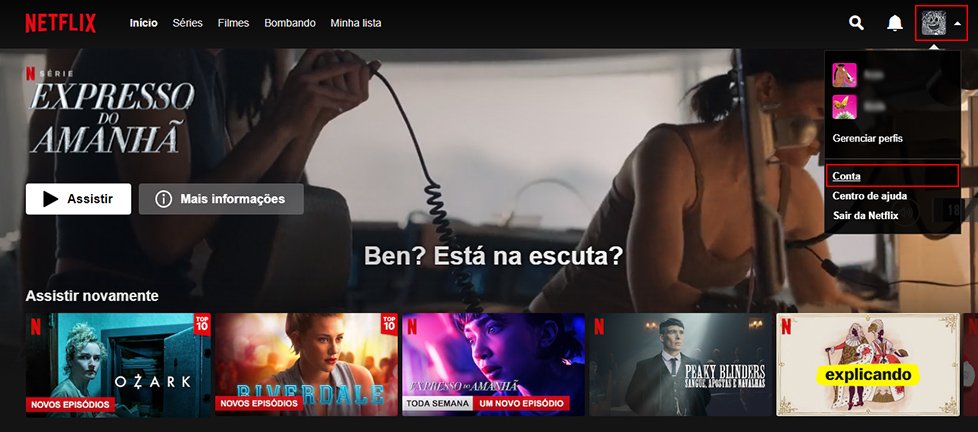 NETFLIX
Início Séries Filmes Bombando Minha lista
N SÉRIE
EXPRESSO
DO
AMANHÃ
Gerenciar perfis
Conta
Centro de ajuda
Sair da Netflix
Assistir
Mais informações
18
Ben? Está na escuta?
Assistir novamente
N
TOP
10
OZARK
NOVOS EPISÓDIOS
N
TOP
10
RIVERDALE
NOVOS EPISÓDIOS
N
EXPRESSO DO AMANHÃ
TODA SEMANA UM NOVO EPISÓDIO
N
PEAKY BLINDERS
SANGUE, APOSTAS E NAVALHAS
N
explicando